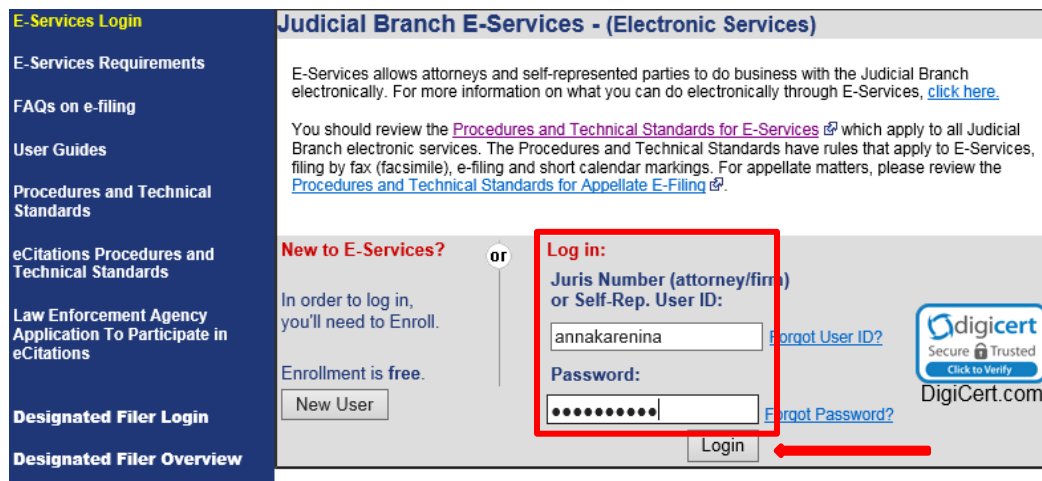 E-Services Login
E-Services Requirements
FAQs on e-filing
User Guides
Procedures and Technical
Standards
eCitations Procedures and
Technical Standards
Law Enforcement Agency
Application To Participate in
eCitations
Designated Filer Login
Designated Filer Overview
Judicial Branch E-Services - (Electronic Services)
E-Services allows attorneys and self-represented parties to do business with the Judicial Branch
electronically. For more information on what you can do electronically through E-Services, click here.
You should review the Procedures and Technical Standards for E-Services which apply to all Judicial
Branch electronic services. The Procedures and Technical Standards have rules that apply to E-Services,
filing by fax (facsimile), e-filing and short calendar markings. For appellate matters, please review the
Procedures and Technical Standards for Appellate E-Filing.
New to E-Services?
In order to log in,
you'll need to Enroll.
Enrollment is free.
New User
or
Log in:
Juris Number (attorney/firm)
or Self-Rep. User ID:
annakarenina
Forgot User ID?
Password:
●●●●●●●●●●
Forgot Password?
Login
digicert
Secure Trusted
Click to Verify
DigiCert.com